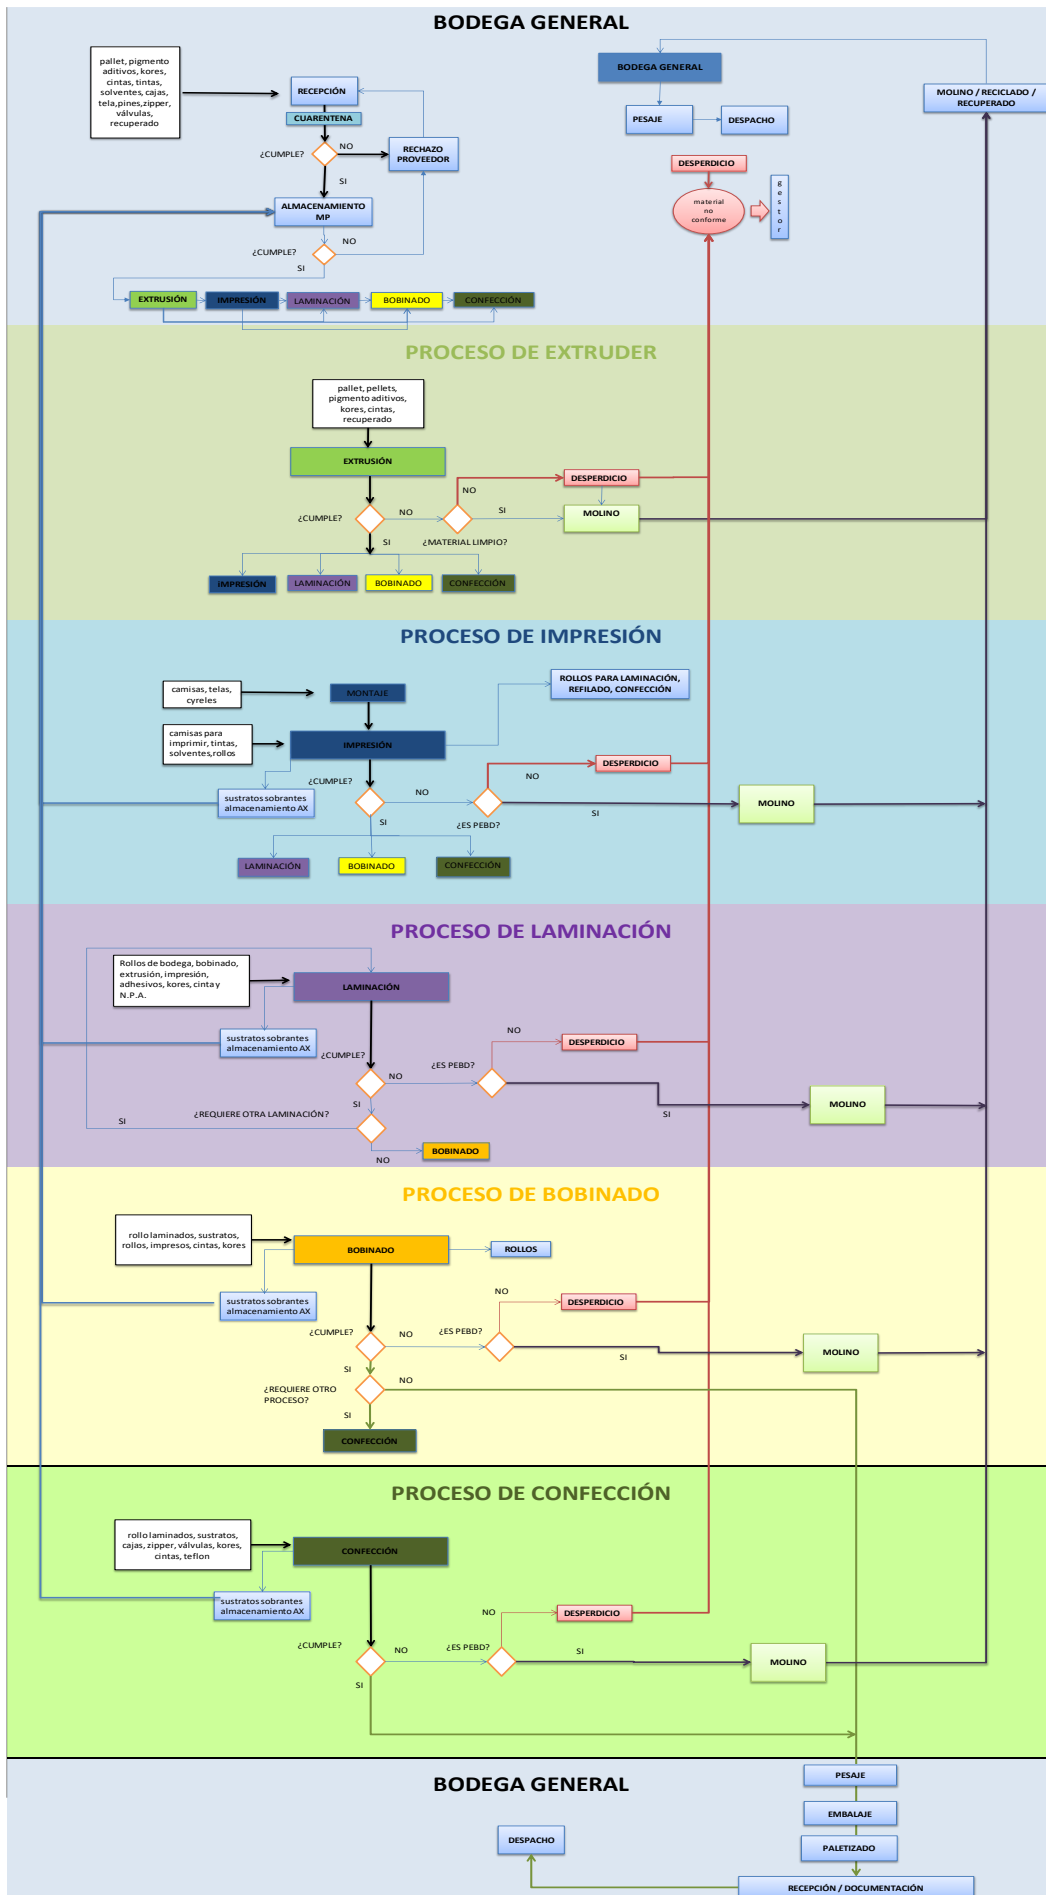 BODEGA GENERAL
pallet, pigmento
aditivos, kores,
cintas, tintas,
solventes, cajas,
tela,pines,zipper,
válvulas,
recuperado
RECEPCIÓN
CUARENTENA
¿CUMPLE?
NO
RECHAZO
PROVEEDOR
SI
ALMACENAMIENTO
MP
¿CUMPLE?
NO
SI
EXTRUSIÓN
IMPRESIÓN
LAMINACIÓN
BOBINADO
CONFECCIÓN
BODEGA GENERAL
PESAJE
DESPACHO
MOLINO / RECICLADO /
RECUPERADO
DESPERDICIO
material
no
conforme
g
e
s
t
o
r
PROCESO DE EXTRUDER
pallet, pellets,
pigmento aditivos,
kores, cintas,
recuperado
EXTRUSIÓN
¿CUMPLE?
NO
NO
DESPERDICIO
SI
MOLINO
SI
¿MATERIAL LIMPIO?
IMPRESIÓN
LAMINACIÓN
BOBINADO
CONFECCIÓN
PROCESO DE IMPRESIÓN
camisas, telas,
cyreles
MONTAJE
ROLLOS PARA LAMINACIÓN,
REFILADO, CONFECCIÓN
camisas para
imprimir, tintas,
solventes,rollos
IMPRESIÓN
¿CUMPLE?
NO
DESPERDICIO
sustratos sobrantes
almacenamiento AX
NO
SI
MOLINO
SI
¿ES PEBD?
LAMINACIÓN
BOBINADO
CONFECCIÓN
PROCESO DE LAMINACIÓN
Rollos de bodega, bobinado,
extrusión, impresión,
adhesivos, kores, cinta y
N.P.A.
LAMINACIÓN
sustratos sobrantes
almacenamiento AX
¿CUMPLE?
NO
DESPERDICIO
¿ES PEBD?
NO
SI
MOLINO
SI
¿REQUIERE OTRA LAMINACIÓN?
SI
NO
BOBINADO
PROCESO DE BOBINADO
rollo laminados, sustratos,
rollos, impresos, cintas, kores
BOBINADO
ROLLOS
sustratos sobrantes
almacenamiento AX
NO
DESPERDICIO
¿CUMPLE?
NO
¿ES PEBD?
SI
MOLINO
SI
¿REQUIERE OTRO
PROCESO?
NO
SI
CONFECCIÓN
PROCESO DE CONFECCIÓN
rollo laminados, sustratos,
cajas, zipper, válvulas, kores,
cintas, teflon
CONFECCIÓN
sustratos sobrantes
almacenamiento AX
NO
DESPERDICIO
¿CUMPLE?
NO
¿ES PEBD?
SI
MOLINO
SI
BODEGA GENERAL
PESAJE
EMBALAJE
DESPACHO
PALETIZADO
RECEPCIÓN / DOCUMENTACIÓN